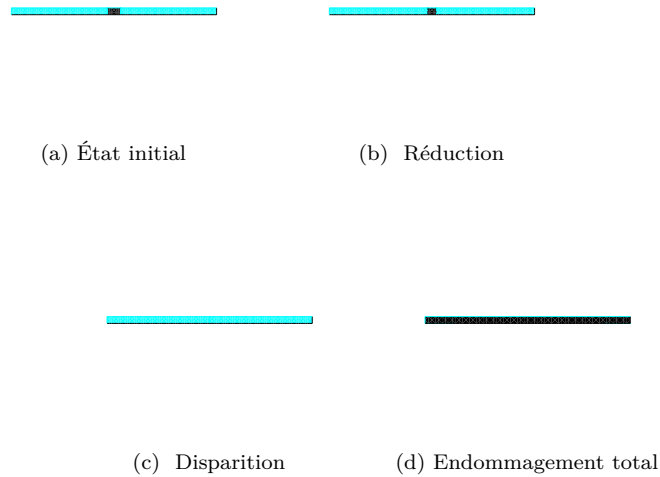 (a) État initial
(b) Réduction
(c) Disparition
(d) Endommagement total